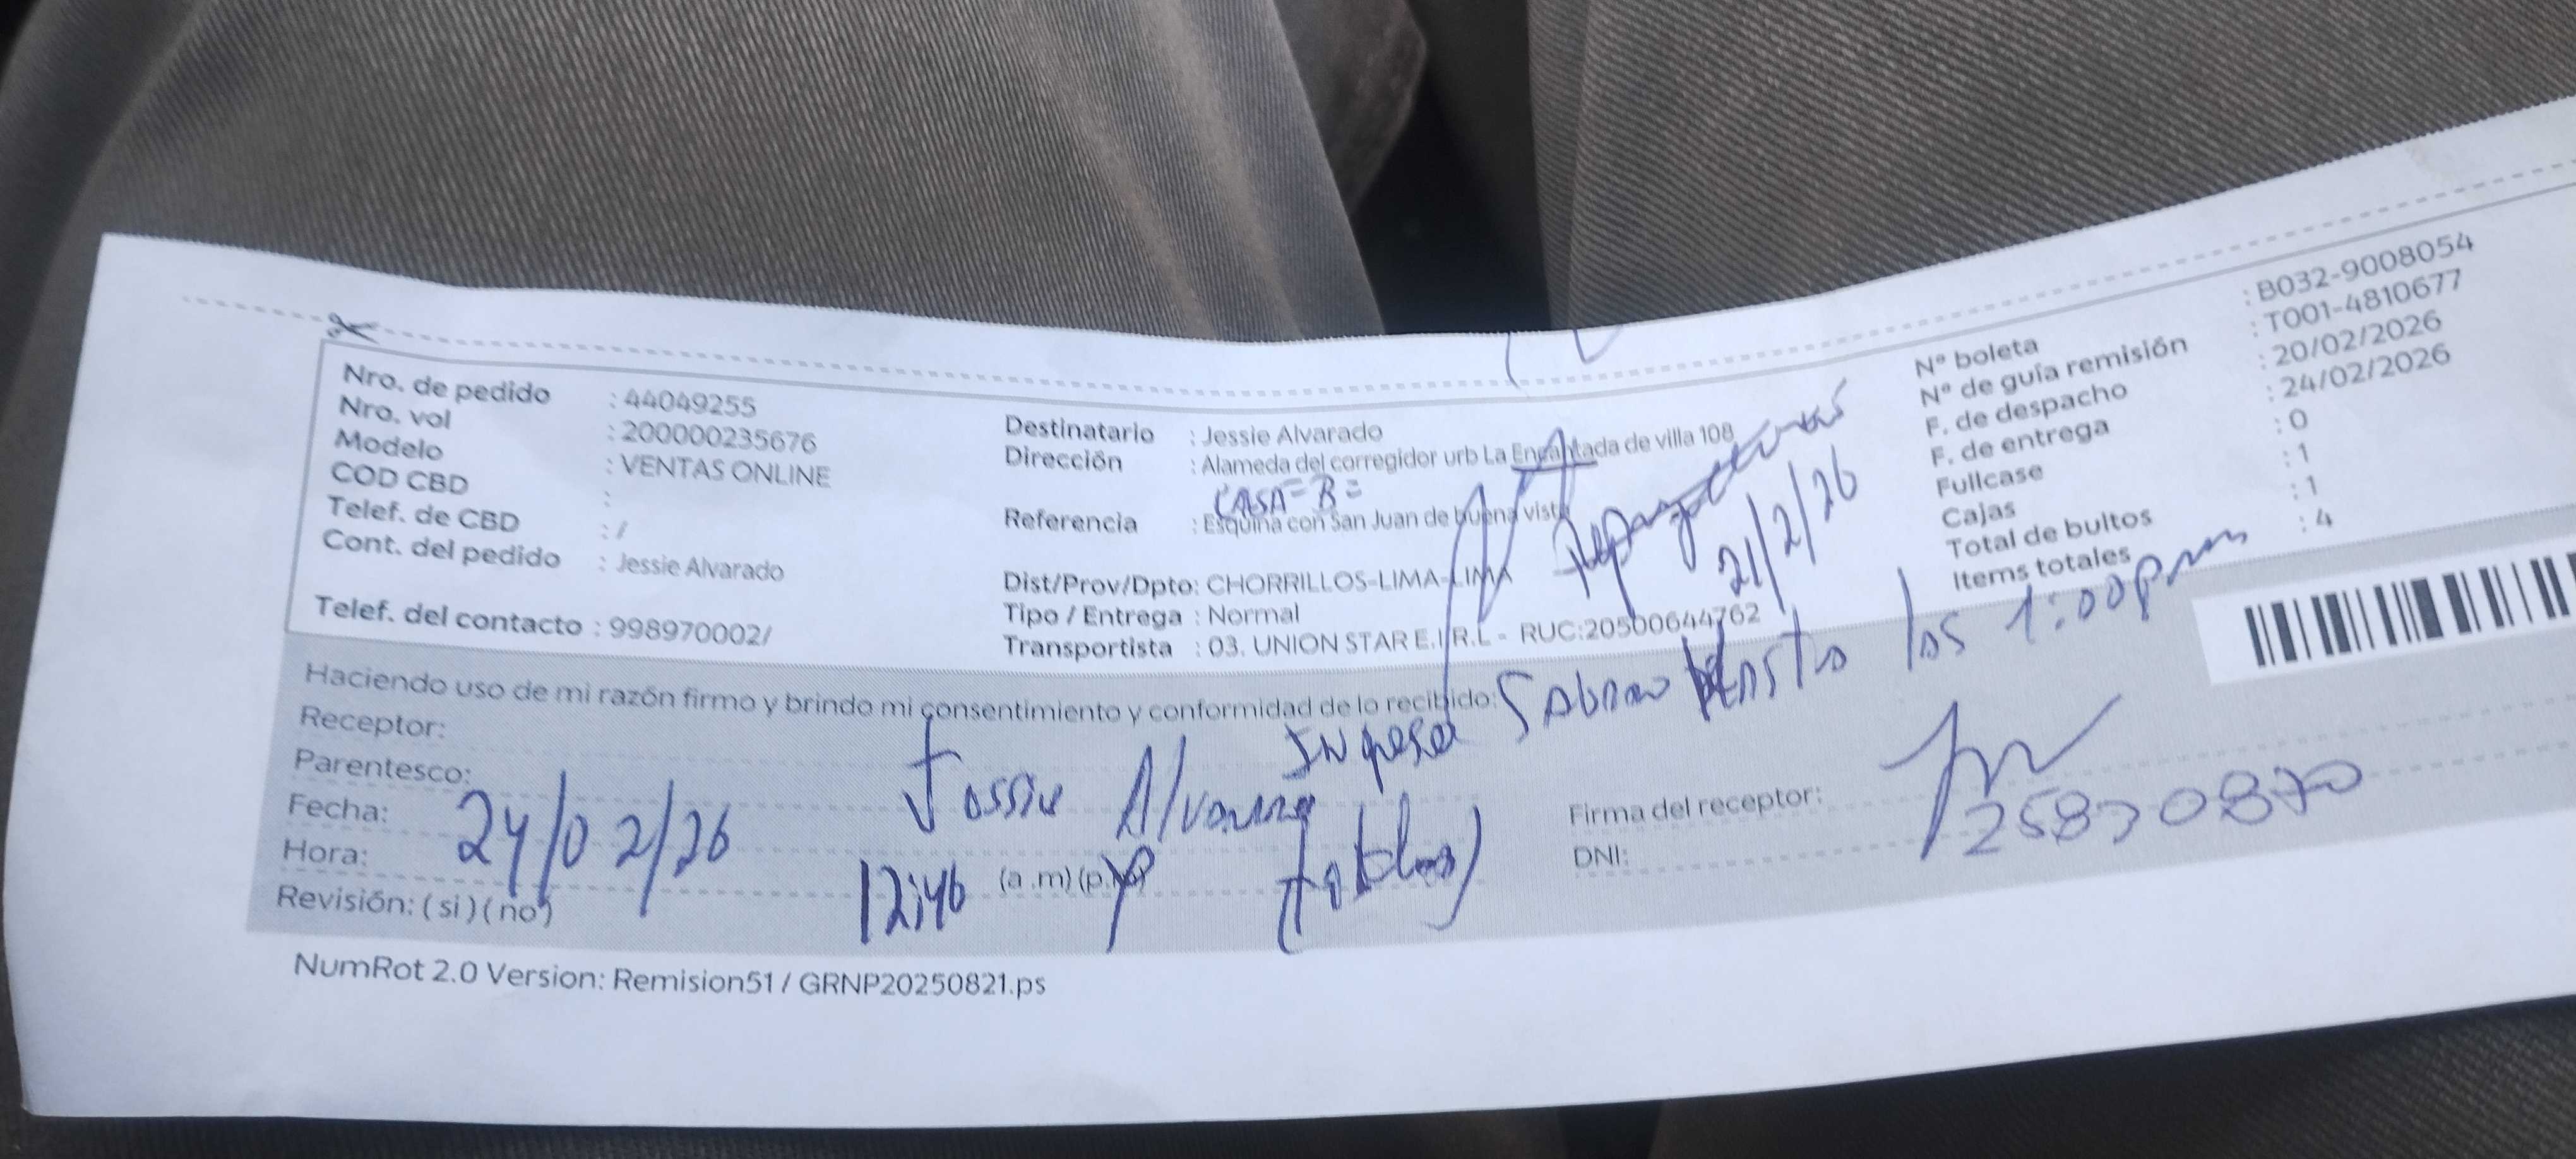 Nro. de pedido : 44049255
Nro. vol : 200000235676
Modelo : VENTAS ONLINE
COD CBD :
Telef. de CBD : /
Cont. del pedido : Jessie Alvarado
Telef. del contacto : 998970002/
Destinatario : Jessie Alvarado
Dirección : Alameda del corregidor urb La Encantada de villa 108
CASA = B =
Referencia : Esquina con San Juan de buena vista
Dist/Prov/Dpto: CHORRILLOS-LIMA-LIMA
Tipo / Entrega : Normal
Transportista : 03. UNION STAR E.I.R.L - RUC:20500644762
21/2/26
Nº boleta : B032-9008054
Nº de guía remisión : T001-4810677
F. de despacho : 20/02/2026
F. de entrega : 24/02/2026
Fullcase : 0
Cajas : 1
Total de bultos : 1
Items totales : 4
Haciendo uso de mi razón firmo y brindo mi consentimiento y conformidad de lo recibido:
los 1:00pm
Receptor:
Parentesco:
Fecha: 24/02/26
Hora: 12:46 (a .m) (p.
Revisión: ( si ) ( no )
Firma del receptor:
DNI: 25830870
NumRot 2.0 Version: Remision51 / GRNP20250821.ps